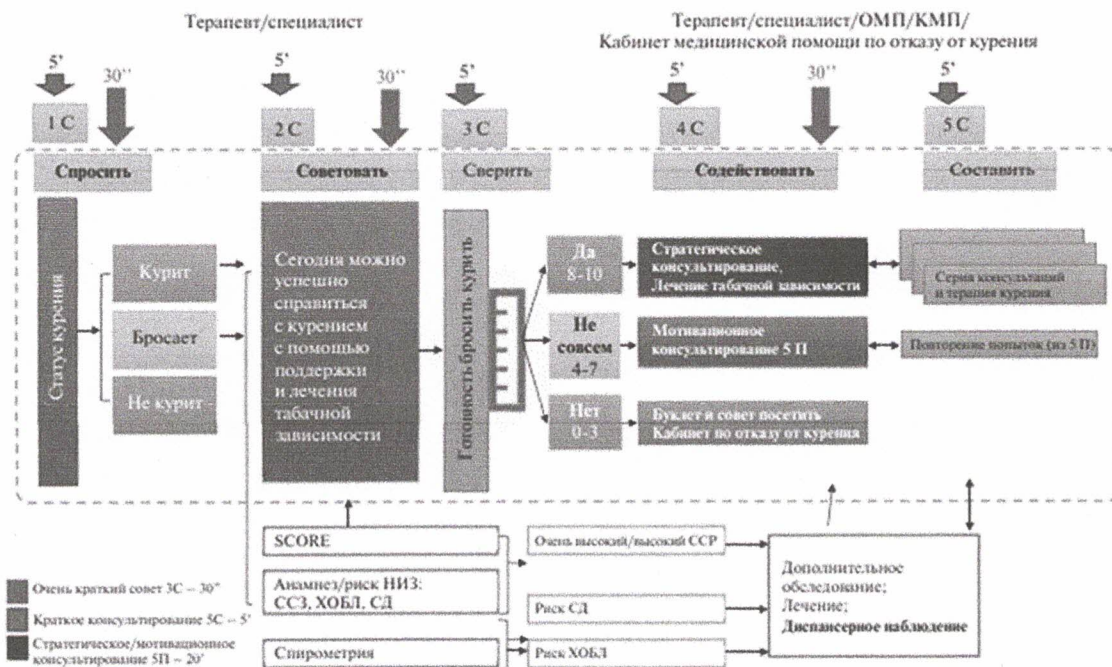 Терапевт/специалист
Терапевт/специалист/ОМП/КМП/
Кабинет медицинской помощи по отказу от курения
5’
30’’
5’
30’’
5’
5’
30’’
5’
1 С
2 С
3 С
4 С
5 С
Спросить
Советовать
Сверить
Содействовать
Составить
Статус курения
Курит
Бросает
Не курит
Сегодня можно
успешно
справиться
с курением
с помощью
поддержки
и лечения
табачной
зависимости
Готовность бросить курить
Да
8-10
Не
совсем
4-7
Нет
0-3
Стратегическое
консультирование,
Лечение табачной зависимости
Мотивационное
консультирование 5 П
Буклет и совет посетить
Кабинет по отказу от курения
Серия консультаций
и терапия курения
Повторение попыток (из 5 П)
SCORE
Анамнез/риск НИЗ:
ССЗ, ХОБЛ, СД
Спирометрия
Очень высокий/высокий ССР
Риск СД
Риск ХОБЛ
Дополнительное
обследование;
Лечение;
Диспансерное наблюдение
Очень краткий совет 3С – 30"
Краткое консультирование 5С – 5’
Стратегическое/мотивационное
консультирование 5П – 20’